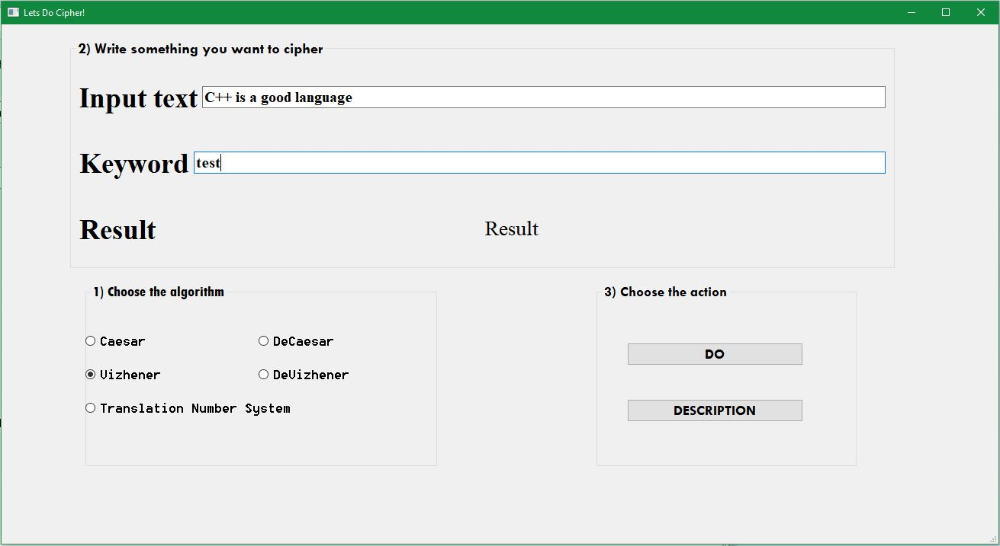 Lets Do Cipher!
2) Write something you want to cipher
Input text C++ is a good language
Keyword test
Result Result
1) Choose the algorithm
Caesar DeCaesar
Vizhener DeVizhener
Translation Number System
3) Choose the action
DO
DESCRIPTION